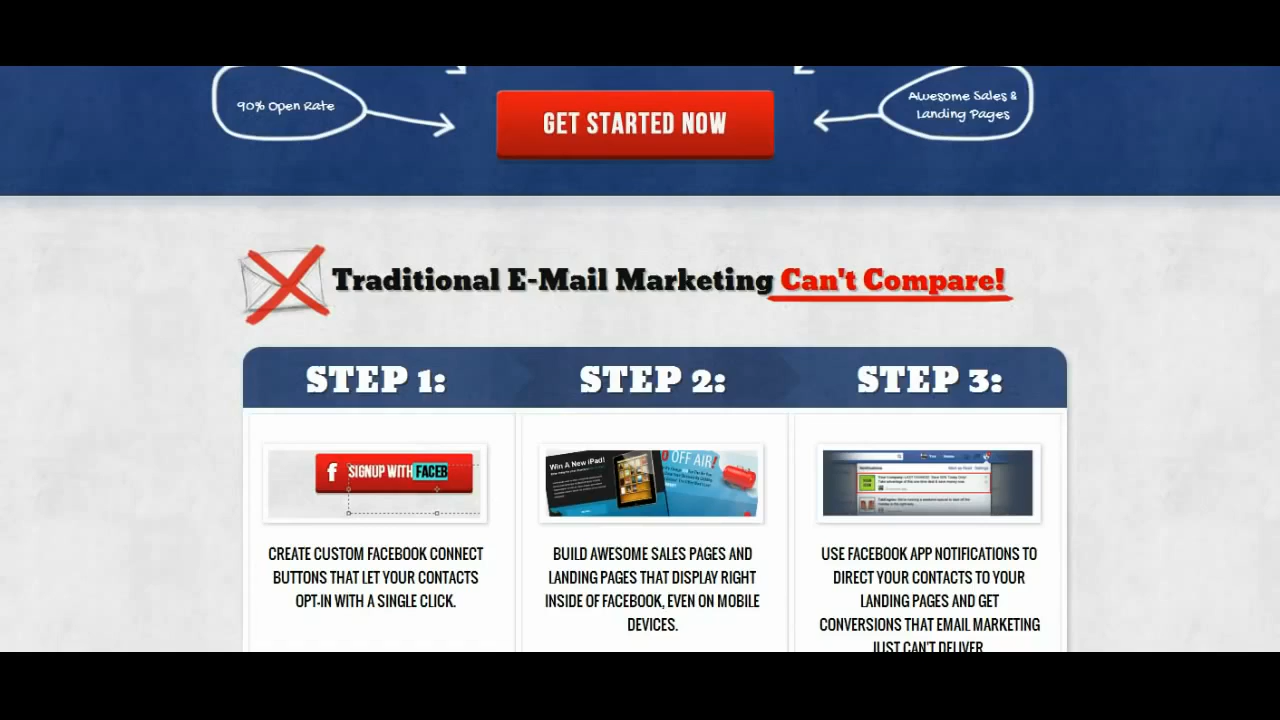 90% Open Rate
GET STARTED NOW
Awesome Sales &
Landing Pages
Traditional E-Mail Marketing Can't Compare!
STEP 1:
STEP 2:
STEP 3:
f SIGNUP WITH FACEB
Win A New iPad!
OFF AIR!
Notifications
CREATE CUSTOM FACEBOOK CONNECT
BUTTONS THAT LET YOUR CONTACTS
OPT-IN WITH A SINGLE CLICK.
BUILD AWESOME SALES PAGES AND
LANDING PAGES THAT DISPLAY RIGHT
INSIDE OF FACEBOOK, EVEN ON MOBILE
DEVICES.
USE FACEBOOK APP NOTIFICATIONS TO
DIRECT YOUR CONTACTS TO YOUR
LANDING PAGES AND GET
CONVERSIONS THAT EMAIL MARKETING
JUST CAN'T DELIVER